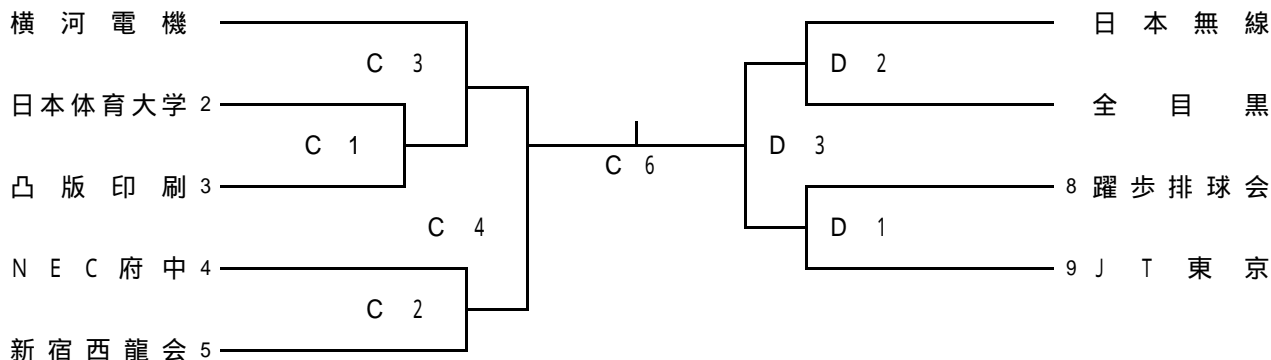 横河電機
日本無線
C 3
D 2
日本体育大学 2
全目黒
C 1
D 3
C 6
凸版印刷 3
8 躍歩排球会
C 4
D 1
NEC府中 4
9 JT東京
C 2
新宿西龍会 5